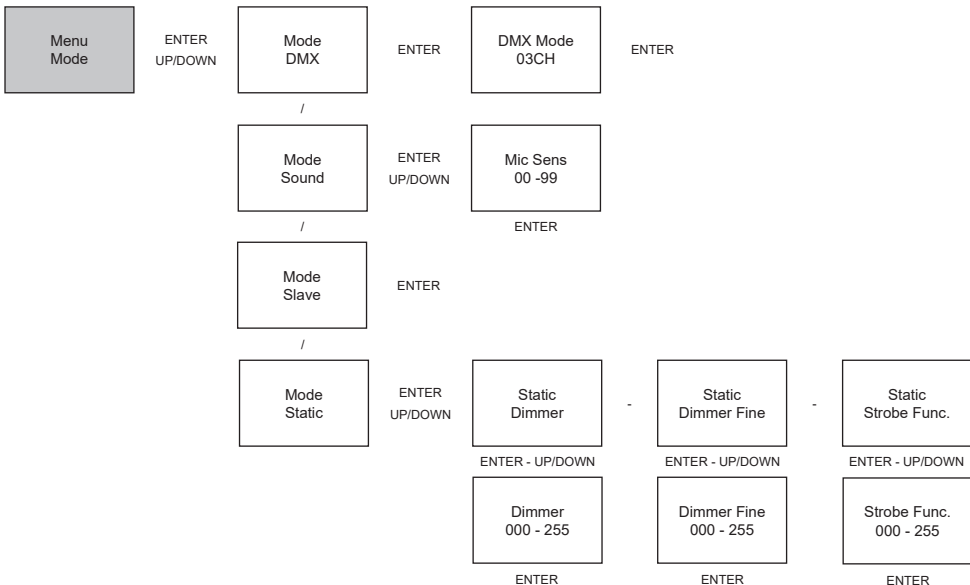 Menu
Mode
ENTER
UP/DOWN
Mode
DMX
ENTER
DMX Mode
03CH
ENTER
/
Mode
Sound
ENTER
UP/DOWN
Mic Sens
00 -99
ENTER
/
Mode
Slave
ENTER
/
Mode
Static
ENTER
UP/DOWN
Static
Dimmer
-
Static
Dimmer Fine
-
Static
Strobe Func.
ENTER - UP/DOWN
ENTER - UP/DOWN
ENTER - UP/DOWN
Dimmer
000 - 255
Dimmer Fine
000 - 255
Strobe Func.
000 - 255
ENTER
ENTER
ENTER